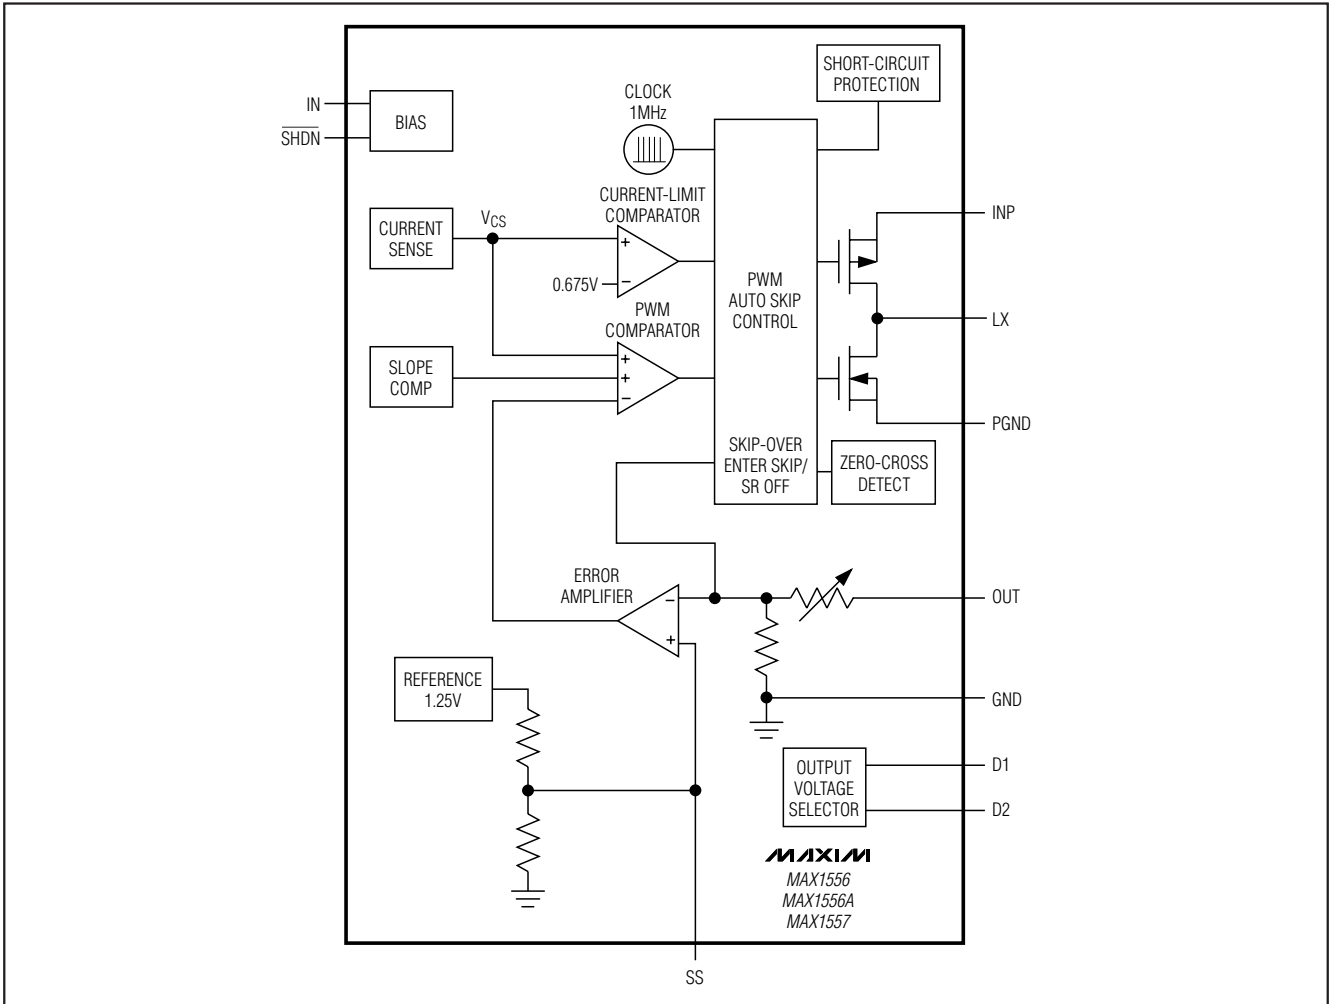 SHORT-CIRCUIT
PROTECTION
CLOCK
1MHz
IN
SHDN
BIAS
CURRENT-LIMIT
COMPARATOR
CURRENT
SENSE
VCS
+
−
0.675V
INP
PWM
AUTO SKIP
CONTROL
PWM
COMPARATOR
LX
SLOPE
COMP
+
+
−
PGND
SKIP-OVER
ENTER SKIP/
SR OFF
ZERO-CROSS
DETECT
ERROR
AMPLIFIER
−
+
OUT
REFERENCE
1.25V
GND
OUTPUT
VOLTAGE
SELECTOR
D1
D2
MAXIM
MAX1556
MAX1556A
MAX1557
SS